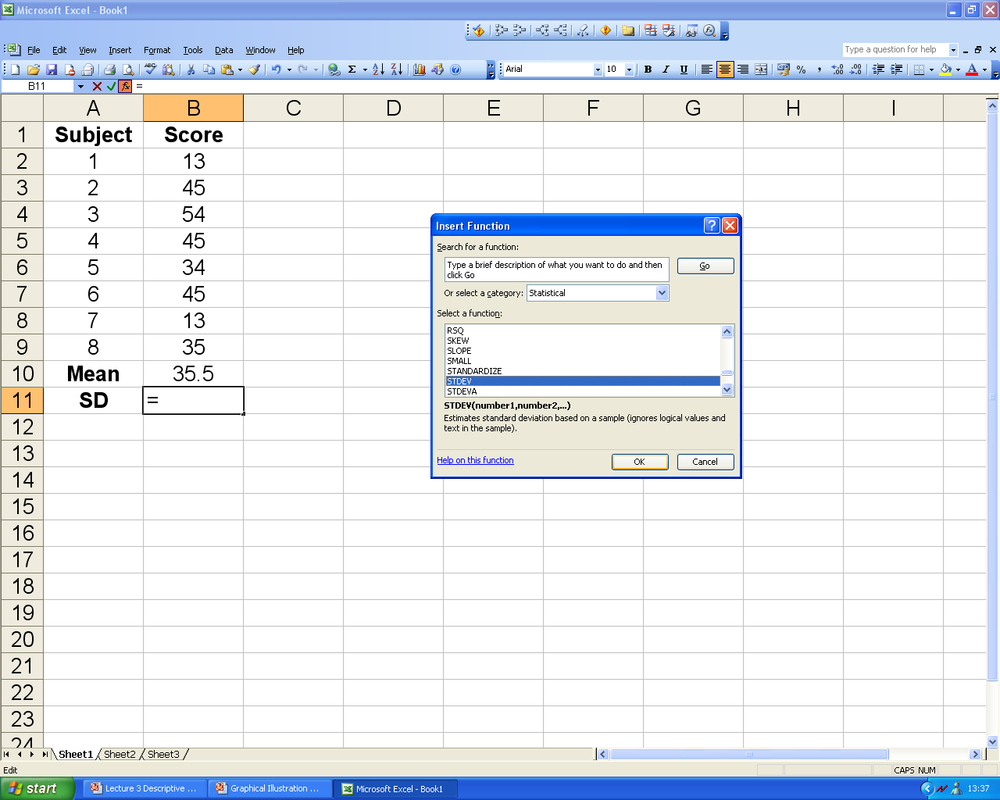 Microsoft Excel - Book1
File Edit View Insert Format Tools Data Window Help
Type a question for help
Arial 10 B I U
B11 =
A B C D E F G H I
1 Subject Score
2 1 13
3 2 45
4 3 54
5 4 45
6 5 34
7 6 45
8 7 13
9 8 35
10 Mean 35.5
11 SD =
12
13
14
15
16
17
18
19
20
21
22
23
24
Insert Function
Search for a function:
Type a brief description of what you want to do and then
click Go
Go
Or select a category: Statistical
Select a function:
RSQ
SKEW
SLOPE
SMALL
STANDARDIZE
STDEV
STDEVA
STDEV(number1,number2,...)
Estimates standard deviation based on a sample (ignores logical values and
text in the sample).
Help on this function
OK Cancel
Sheet1 Sheet2 Sheet3
Edit
CAPS NUM
start Lecture 3 Descriptive ... Graphical Illustration ... Microsoft Excel - Book1 13:37